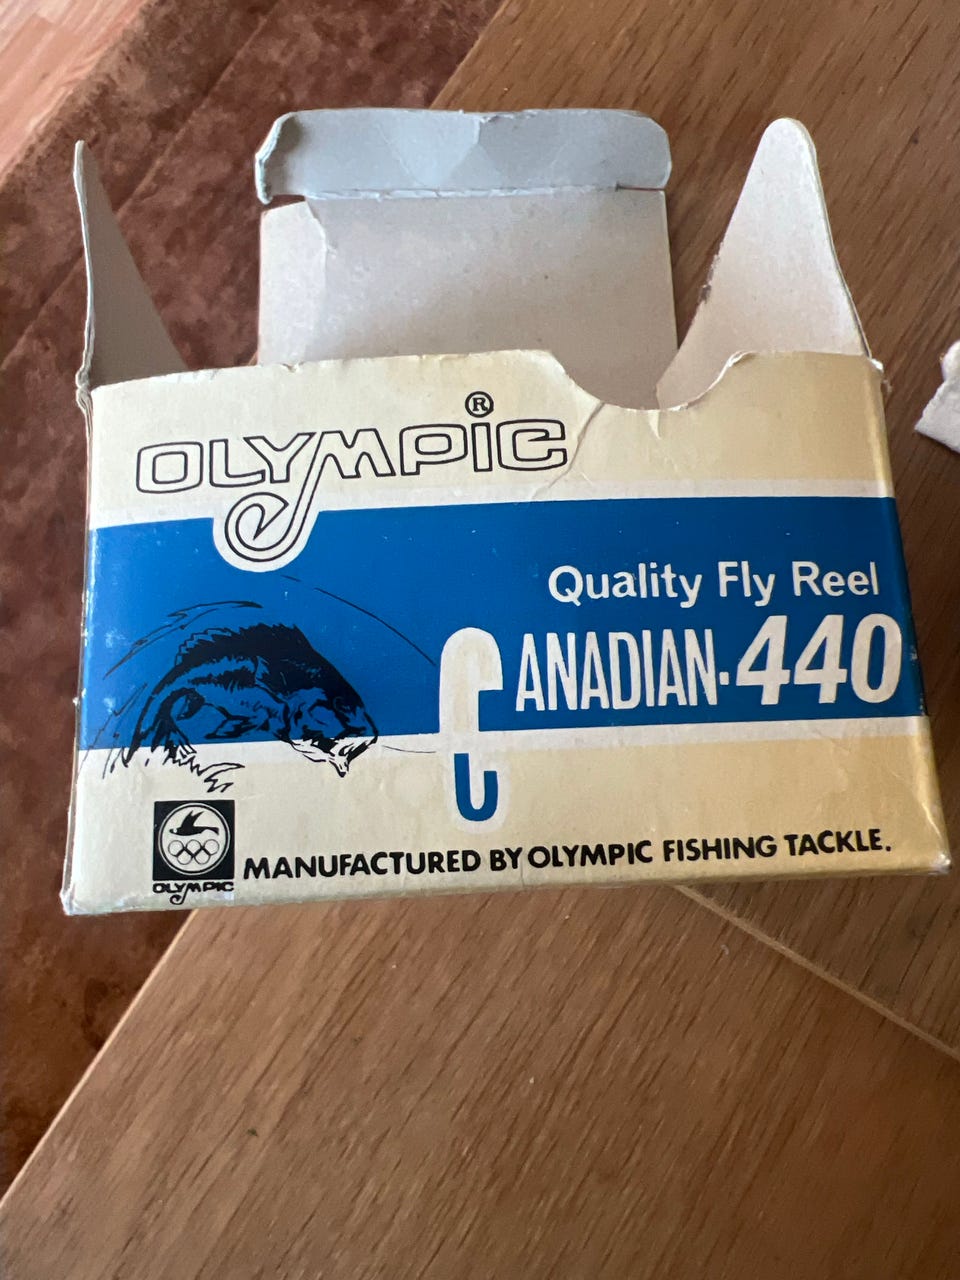 OLYMPIC®
Quality Fly Reel
CANADIAN-440
OLYMPIC
MANUFACTURED BY OLYMPIC FISHING TACKLE.